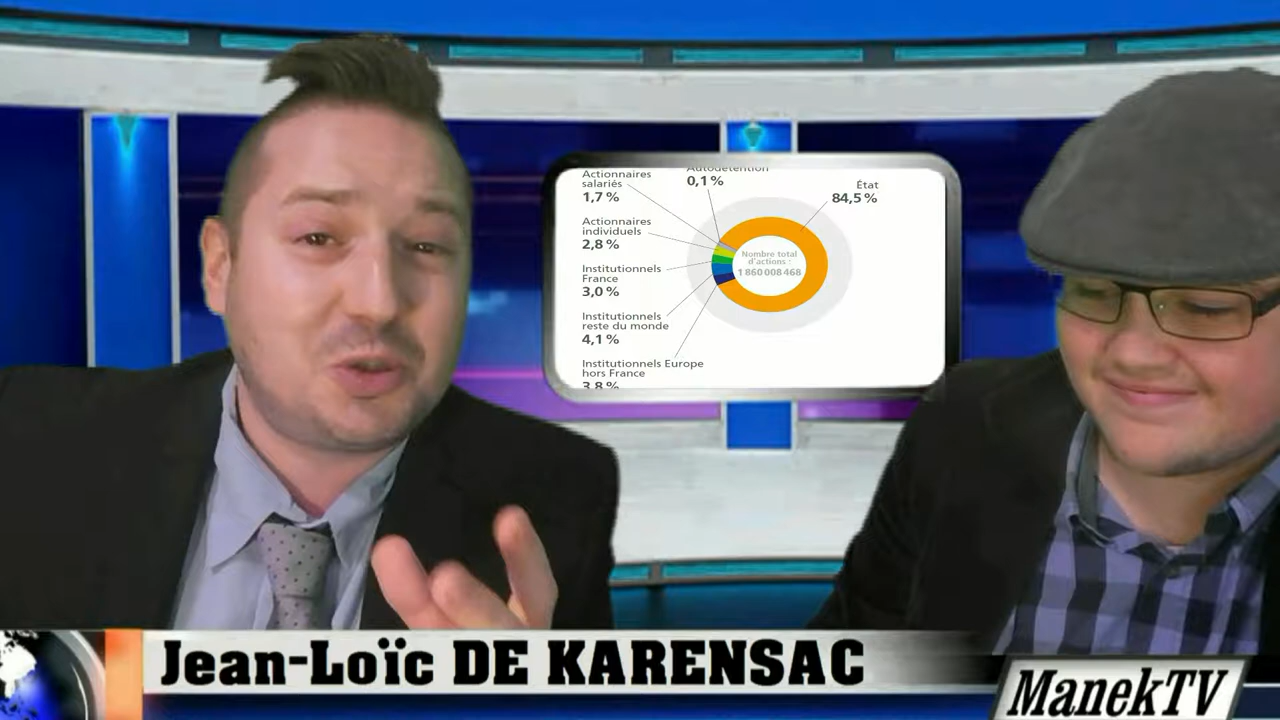 Autodétention
0,1 %
Actionnaires
salariés
1,7 %
État
84,5 %
Actionnaires
individuels
2,8 %
Nombre total
d'actions :
1 860 008 468
Institutionnels
France
3,0 %
Institutionnels
reste du monde
4,1 %
Institutionnels Europe
hors France
3,8 %
Jean-Loïc DE KARENSAC
ManekTV